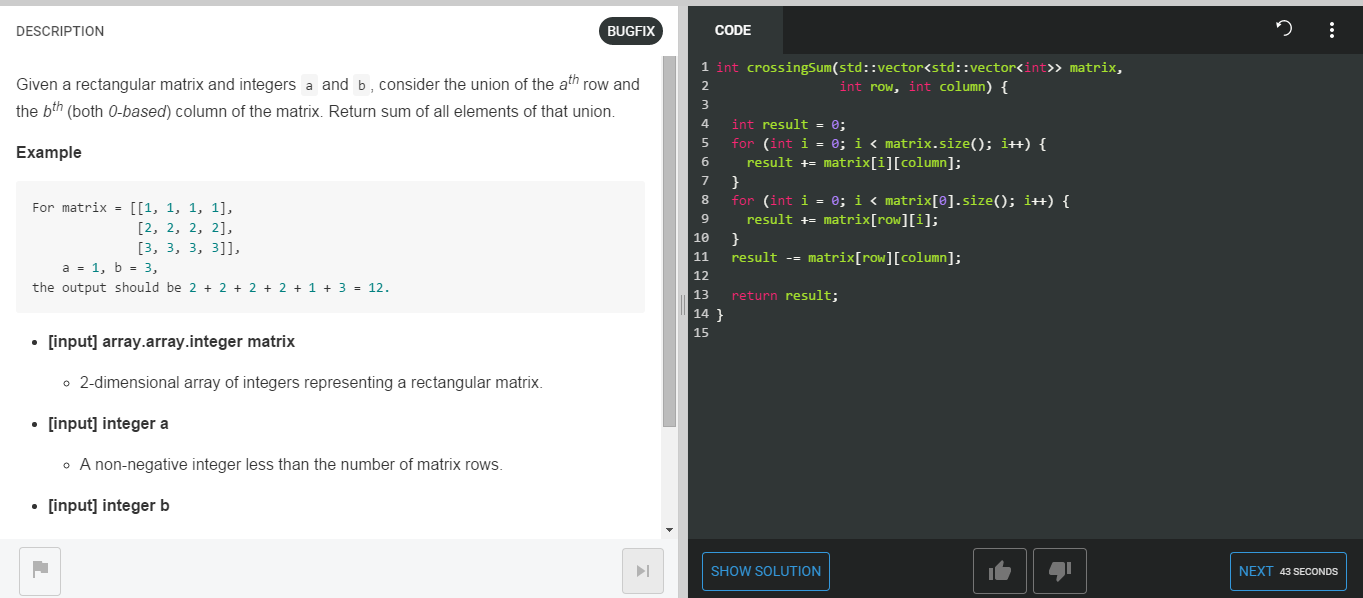 DESCRIPTION
BUGFIX
Given a rectangular matrix and integers a and b , consider the union of the ath row and
the bth (both 0-based) column of the matrix. Return sum of all elements of that union.
Example
For matrix = [[1, 1, 1, 1],
[2, 2, 2, 2],
[3, 3, 3, 3]],
a = 1, b = 3,
the output should be 2 + 2 + 2 + 2 + 1 + 3 = 12.
• [input] array.array.integer matrix
◦ 2-dimensional array of integers representing a rectangular matrix.
• [input] integer a
◦ A non-negative integer less than the number of matrix rows.
• [input] integer b
CODE
1 int crossingSum(std::vector<std::vector<int>> matrix,
2 int row, int column) {
3
4 int result = 0;
5 for (int i = 0; i < matrix.size(); i++) {
6 result += matrix[i][column];
7 }
8 for (int i = 0; i < matrix[0].size(); i++) {
9 result += matrix[row][i];
10 }
11 result -= matrix[row][column];
12
13 return result;
14 }
15
SHOW SOLUTION
NEXT 43 SECONDS